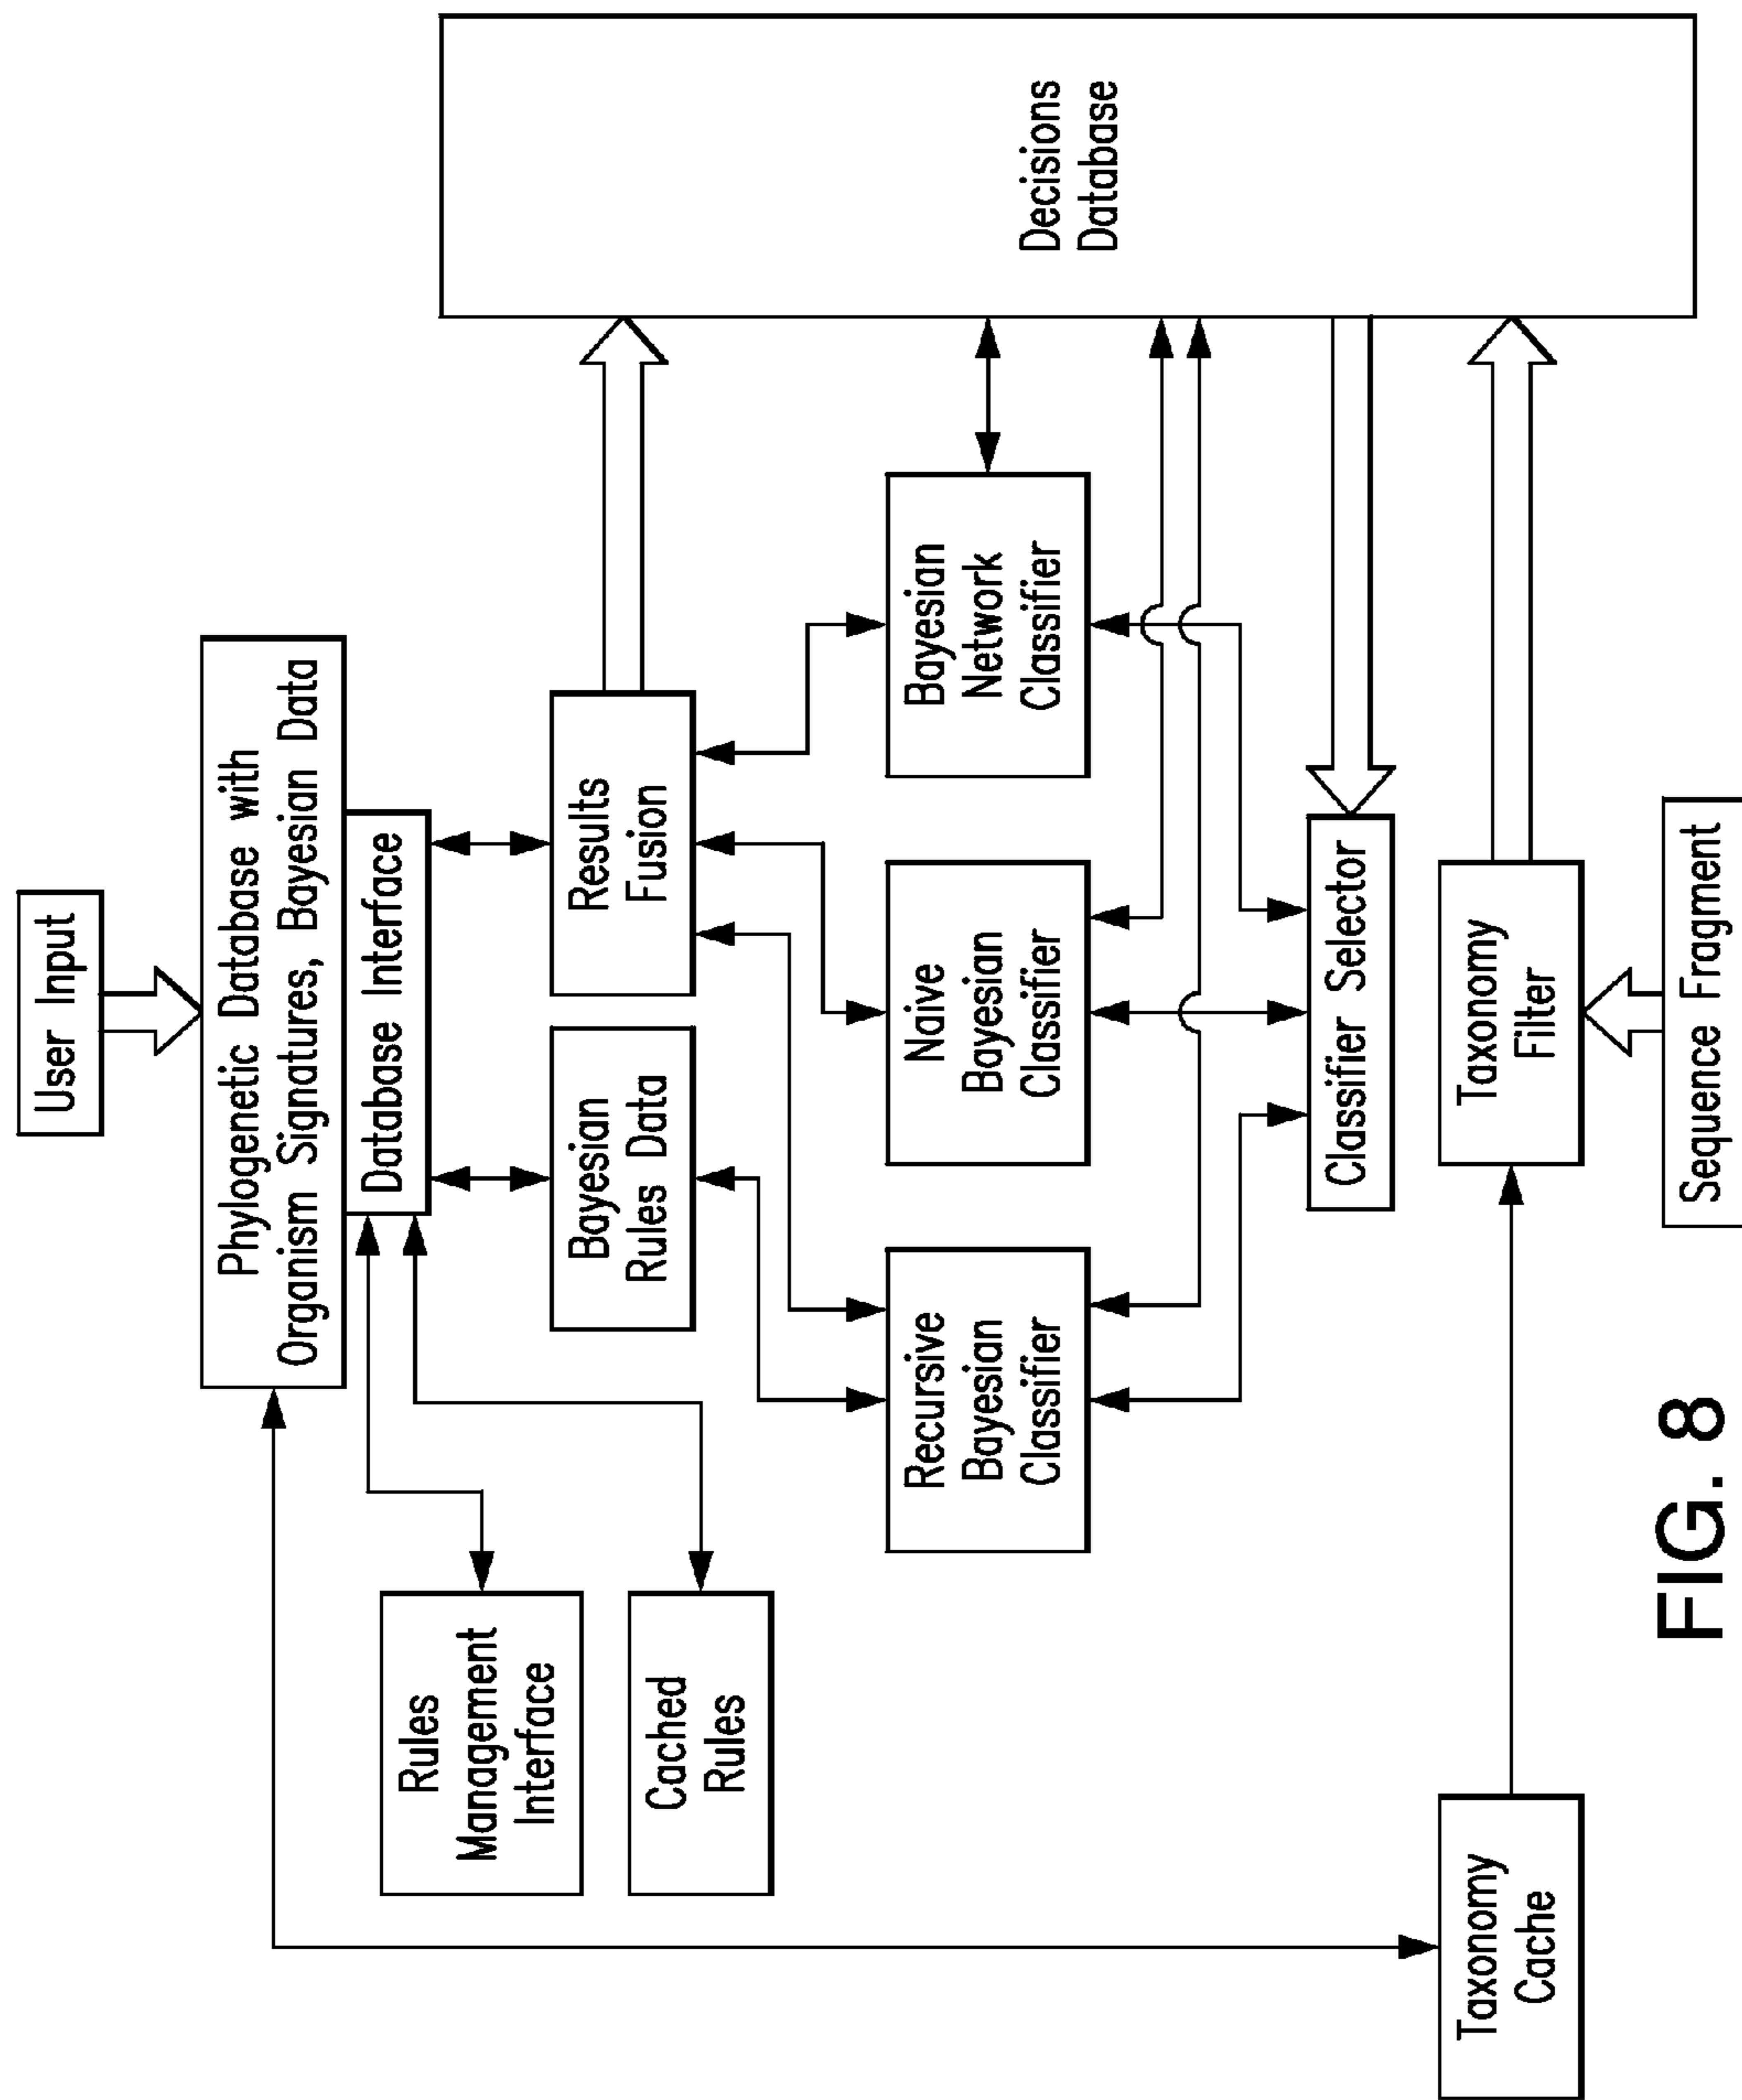 User Input
Phylogenetic Database with
Organism Signatures, Bayesian Data
Database Interface
Rules
Management
Interface
Cached
Rules
Bayesian
Rules Data
Results
Fusion
Recursive
Bayesian
Classifier
Naive
Bayesian
Classifier
Bayesian
Network
Classifier
Decisions
Database
Classifier Selector
Taxonomy
Cache
Taxonomy
Filter
Sequence Fragment
FIG. 8